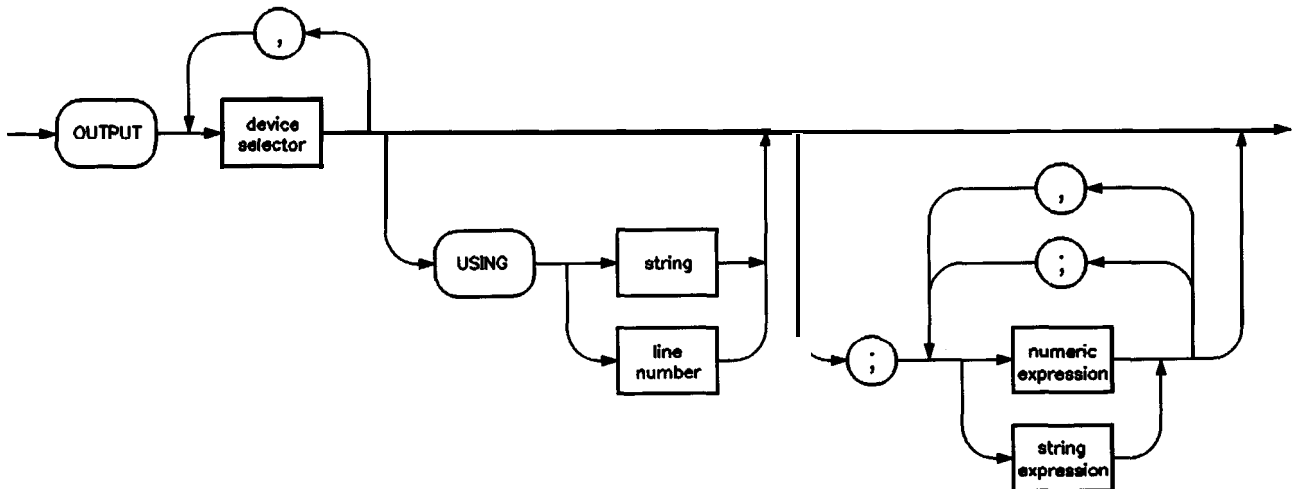 ,
OUTPUT
device
selector
USING
string
line
number
,
;
;
numeric
expression
string
expression